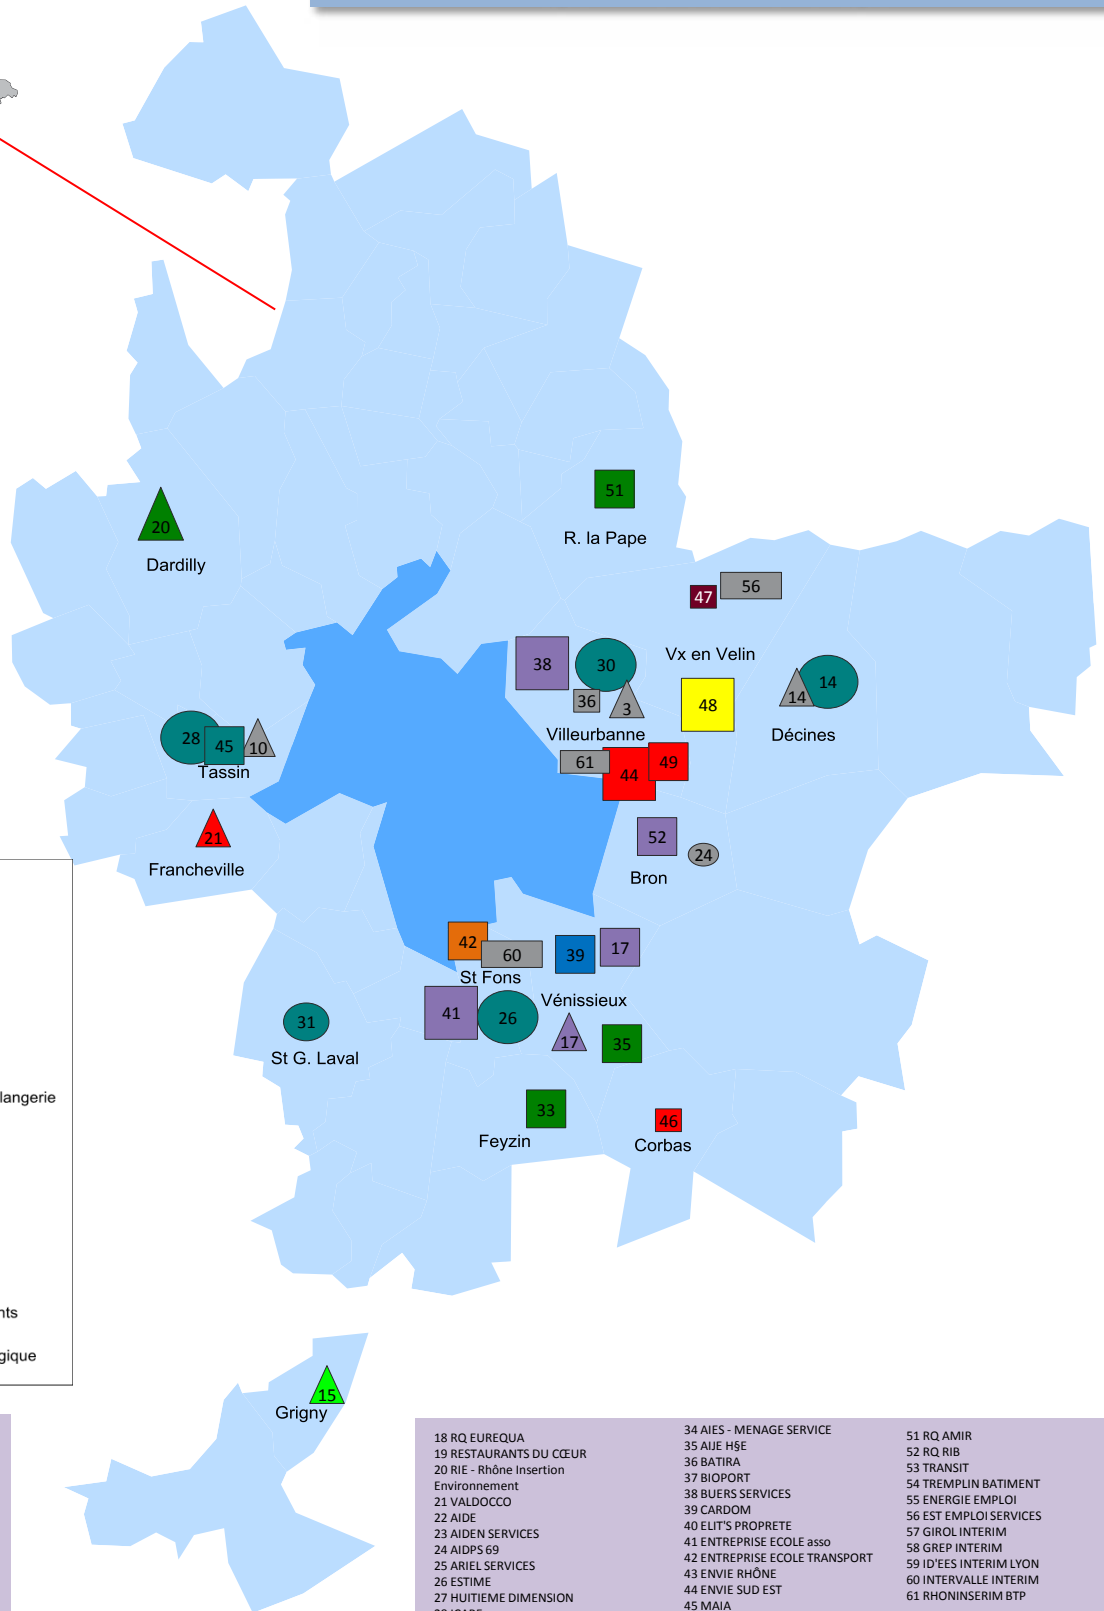 51
R. la Pape
20
Dardilly
47
56
Vx en Velin
38
30
36
3
48
14
14
Villeurbanne
Décines
28
45
10
Tassin
61
44
49
21
Francheville
52
24
Bron
42
60
39
17
St Fons
Vénissieux
41
26
17
35
31
St G. Laval
langerie
33
46
Feyzin
Corbas
nts
gique
15
Grigny
18 RQ EUREQUA
19 RESTAURANTS DU CŒUR
20 RIE - Rhône Insertion
Environnement
21 VALDOCCO
22 AIDE
23 AIDEN SERVICES
24 AIDPS 69
25 ARIEL SERVICES
26 ESTIME
27 HUITIEME DIMENSION
34 AIES - MENAGE SERVICE
35 AIJE H§E
36 BATIRA
37 BIOPORT
38 BUERS SERVICES
39 CARDOM
40 ELIT'S PROPRETE
41 ENTREPRISE ECOLE asso
42 ENTREPRISE ECOLE TRANSPORT
43 ENVIE RHÔNE
44 ENVIE SUD EST
45 MAIA
51 RQ AMIR
52 RQ RIB
53 TRANSIT
54 TREMPLIN BATIMENT
55 ENERGIE EMPLOI
56 EST EMPLOI SERVICES
57 GIROL INTERIM
58 GREP INTERIM
59 ID'EES INTERIM LYON
60 INTERVALLE INTERIM
61 RHONINSERIM BTP